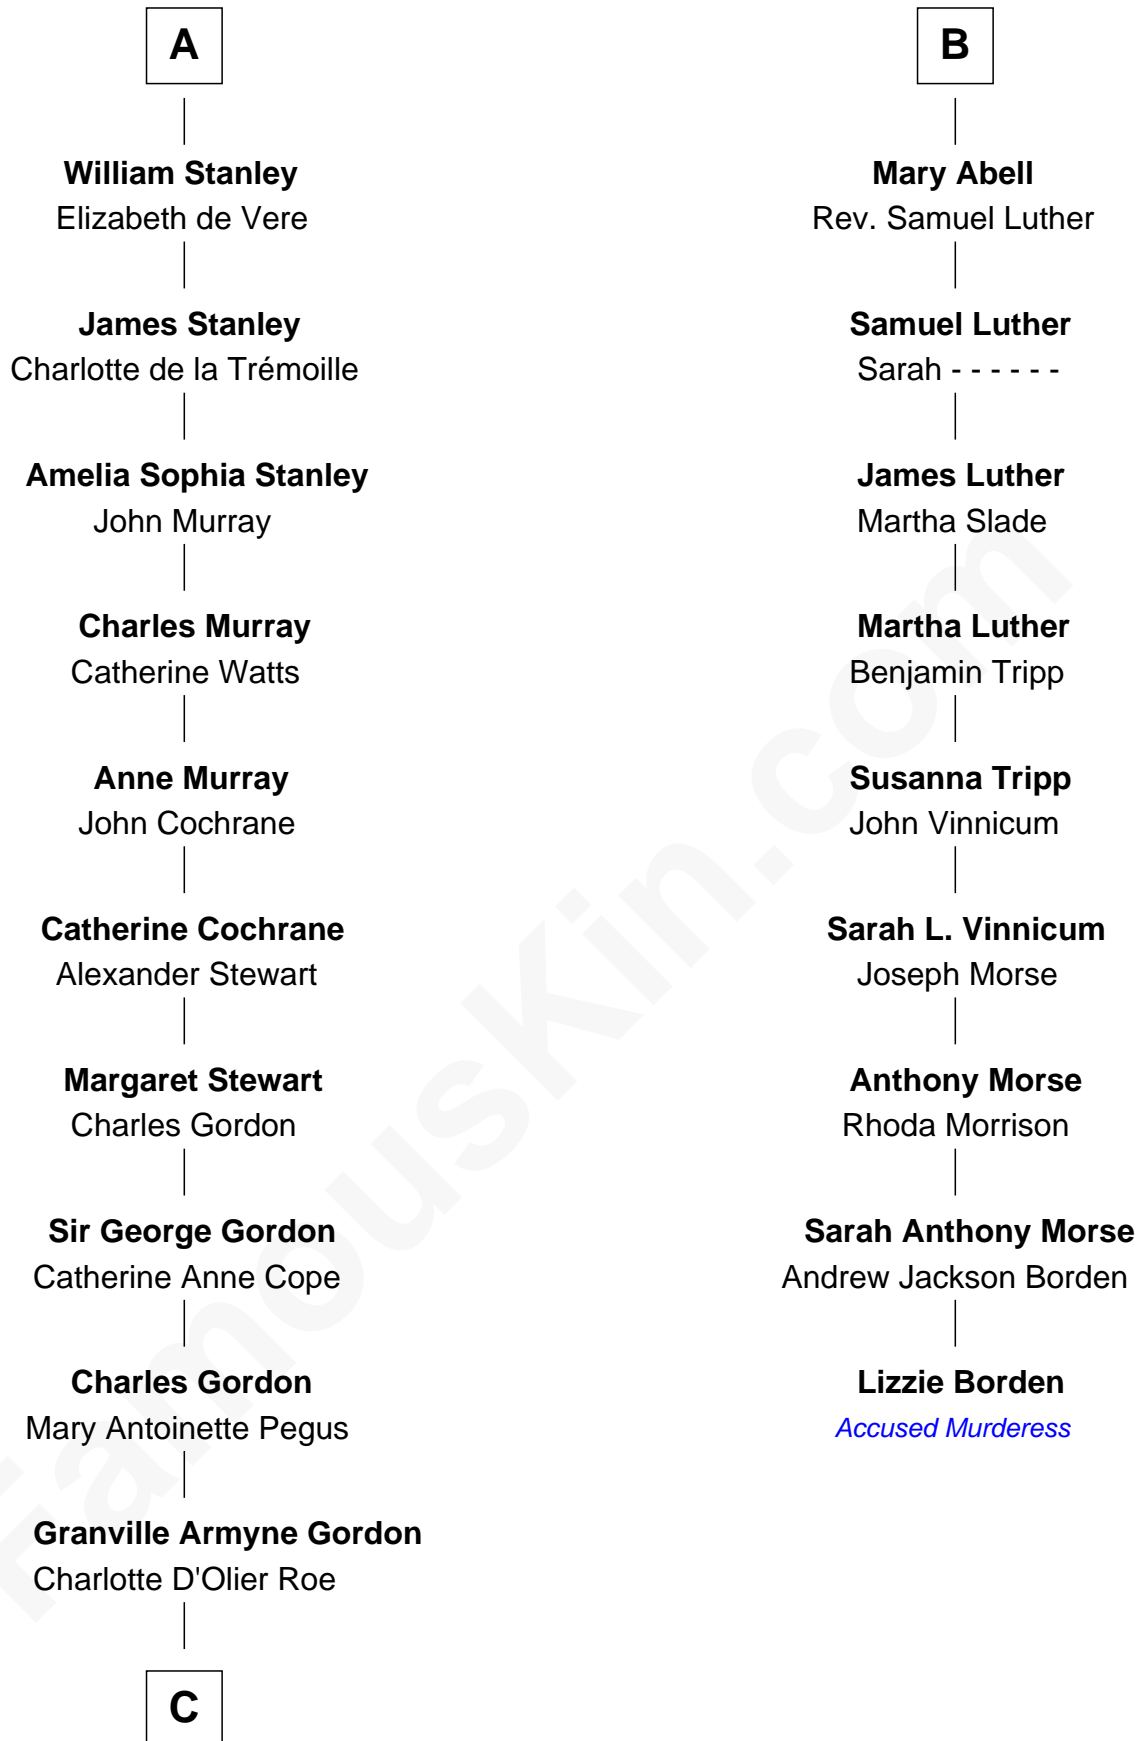 A
William Stanley
Elizabeth de Vere
James Stanley
Charlotte de la Trémoille
Amelia Sophia Stanley
John Murray
Charles Murray
Catherine Watts
Anne Murray
John Cochrane
Catherine Cochrane
Alexander Stewart
Margaret Stewart
Charles Gordon
Sir George Gordon
Catherine Anne Cope
Charles Gordon
Mary Antoinette Pegus
Granville Armyne Gordon
Charlotte D'Olier Roe
C
B
Mary Abell
Rev. Samuel Luther
Samuel Luther
Sarah - - - - - -
James Luther
Martha Slade
Martha Luther
Benjamin Tripp
Susanna Tripp
John Vinnicum
Sarah L. Vinnicum
Joseph Morse
Anthony Morse
Rhoda Morrison
Sarah Anthony Morse
Andrew Jackson Borden
Lizzie Borden
Accused Murderess
FamousKin.com